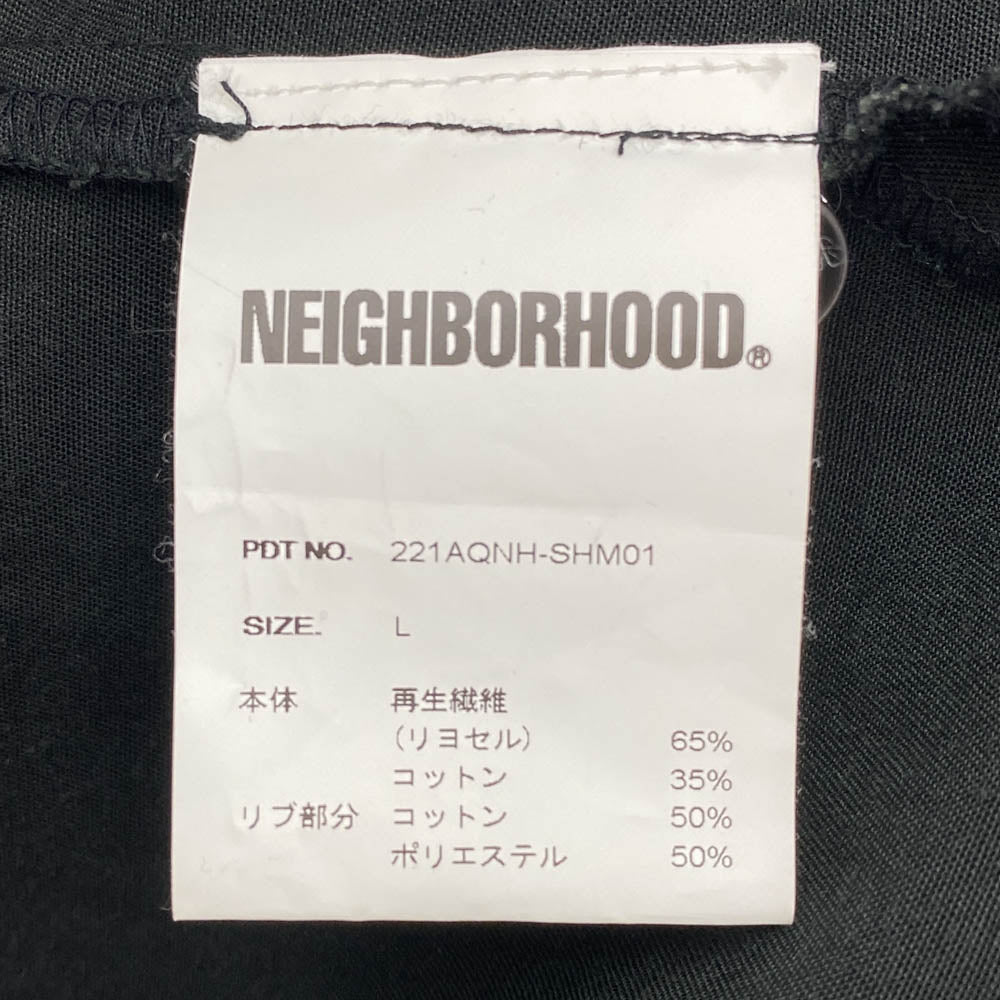 NEIGHBORHOOD®
PDT NO. 221AQNH-SHM01
SIZE. L
本体 再生繊維
(リヨセル) 65%
コットン 35%
リブ部分 コットン 50%
ポリエステル 50%